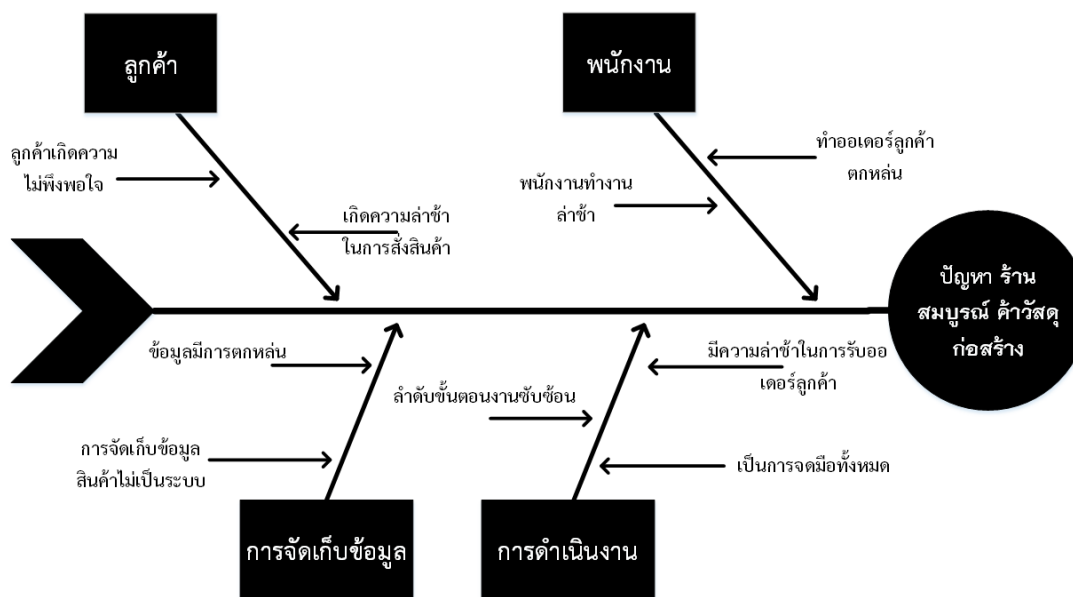 ลูกค้า
พนักงาน
ลูกค้าเกิดความ
ไม่พึงพอใจ
เกิดความล่าช้า
ในการสั่งสินค้า
ทำออเดอร์ลูกค้า
ตกหล่น
พนักงานทำงาน
ล่าช้า
ปัญหา ร้าน
สมบูรณ์ ค้าวัสดุ
ก่อสร้าง
ข้อมูลมีการตกหล่น
การจัดเก็บข้อมูล
สินค้าไม่เป็นระบบ
มีความล่าช้าในการรับออ
เดอร์ลูกค้า
ลำดับขั้นตอนงานซับซ้อน
เป็นการจดมือทั้งหมด
การจัดเก็บข้อมูล
การดำเนินงาน